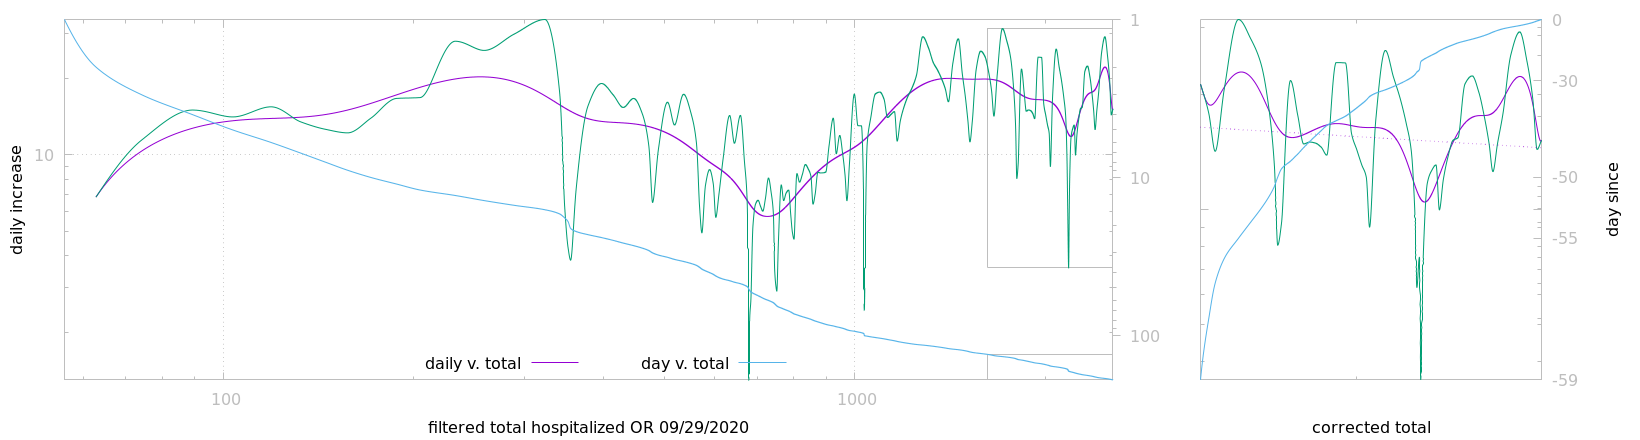 daily increase
10
1
10
100
daily v. total
day v. total
100
1000
filtered total hospitalized OR 09/29/2020
0
-30
-50
-55
-59
day since
corrected total